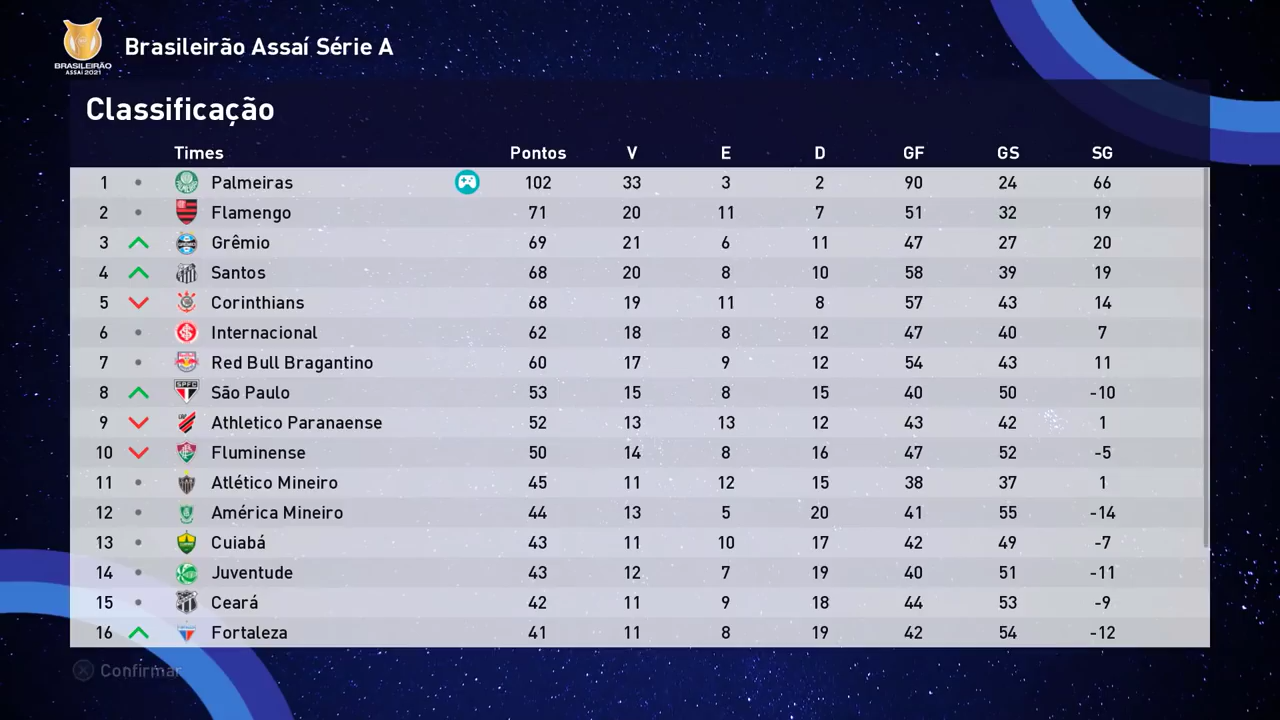 BRASILEIRÃO
ASSAÍ 2021
Brasileirão Assaí Série A
Classificação
Times Pontos V E D GF GS SG
1 Palmeiras 102 33 3 2 90 24 66
2 Flamengo 71 20 11 7 51 32 19
3 Grêmio 69 21 6 11 47 27 20
4 Santos 68 20 8 10 58 39 19
5 Corinthians 68 19 11 8 57 43 14
6 Internacional 62 18 8 12 47 40 7
7 Red Bull Bragantino 60 17 9 12 54 43 11
8 São Paulo 53 15 8 15 40 50 -10
9 Athletico Paranaense 52 13 13 12 43 42 1
10 Fluminense 50 14 8 16 47 52 -5
11 Atlético Mineiro 45 11 12 15 38 37 1
12 América Mineiro 44 13 5 20 41 55 -14
13 Cuiabá 43 11 10 17 42 49 -7
14 Juventude 43 12 7 19 40 51 -11
15 Ceará 42 11 9 18 44 53 -9
16 Fortaleza 41 11 8 19 42 54 -12
Confirmar